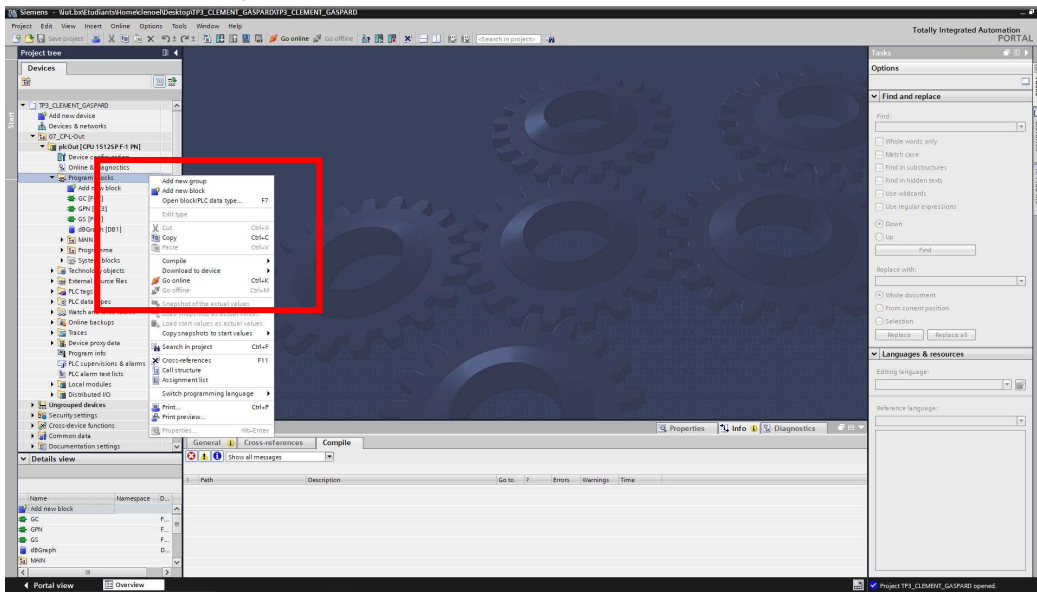 Siemens - \\iut.bx\Etudiants\Home\clenoel\Desktop\TP3_CLEMENT_GASPARD\TP3_CLEMENT_GASPARD
Project Edit View Insert Online Options Tools Window Help
Save project Go online Go offline <Search in project>
Totally Integrated Automation
PORTAL
Project tree
Devices
Start
TP3_CLEMENT_GASPARD
Add new device
Devices & networks
07_CP-L-Out
plcOut [CPU 1512SP F-1 PN]
Device configuration
Online & diagnostics
Program blocks
Add new block
GC
GPN
GS
dBGraph [DB1]
MAIN
Programme
System blocks
Technology objects
External source files
PLC tags
PLC data types
Watch and force tables
Online backups
Traces
Device proxy data
Program info
PLC supervisions & alarms
PLC alarm text lists
Local modules
Distributed I/O
Ungrouped devices
Security settings
Cross-device functions
Common data
Documentation settings
Add new group
Add new block
Open block/PLC data type... F7
Edit type
Cut Ctrl+X
Copy Ctrl+C
Paste Ctrl+V
Compile
Download to device
Go online Ctrl+K
Go offline Ctrl+M
Snapshot of the actual values
Load snapshots as actual values
Load start values as actual values
Copy snapshots to start values
Search in project Ctrl+F
Cross-references F11
Call structure
Assignment list
Switch programming language
Print... Ctrl+P
Print preview...
Properties... Alt+Enter
Details view
Name Namespace D...
Add new block
GC F...
GPN F...
GS F...
dBGraph D...
MAIN
Properties Info Diagnostics
General Cross-references Compile
Show all messages
! Path Description Go to ? Errors Warnings Time
Tasks
Options
Find and replace
Find:
Whole words only
Match case
Find in substructures
Find in hidden texts
Use wildcards
Use regular expressions
Down
Up
Find
Replace with:
Whole document
From current position
Selection
Replace Replace all
Languages & resources
Editing language:
Reference language:
Portal view Overview
Project TP3_CLEMENT_GASPARD opened.